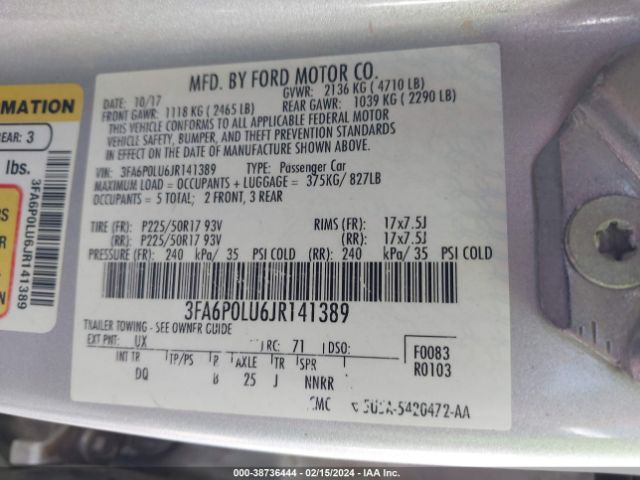 MFD. BY FORD MOTOR CO.
DATE: 10/17 GVWR: 2136 KG ( 4710 LB)
FRONT GAWR: 1118 KG ( 2465 LB) REAR GAWR: 1039 KG ( 2290 LB)
THIS VEHICLE CONFORMS TO ALL APPLICABLE FEDERAL MOTOR
VEHICLE SAFETY, BUMPER, AND THEFT PREVENTION STANDARDS
IN EFFECT ON THE DATE OF MANUFACTURE SHOWN ABOVE.
VIN: 3FA6P0LU6JR141389 TYPE: Passenger Car
MAXIMUM LOAD = OCCUPANTS + LUGGAGE = 375KG/ 827LB
OCCUPANTS = 5 TOTAL; 2 FRONT, 3 REAR
TIRE (FR): P225/50R17 93V RIMS (FR): 17x7.5J
(RR): P225/50R17 93V (RR): 17x7.5J
PRESSURE (FR): 240 kPa/ 35 PSI COLD (RR): 240 kPa/ 35 PSI COLD
3FA6P0LU6JR141389
TRAILER TOWING - SEE OWNER GUIDE
EXT PNT: UX RC: 71 DSO: F0083
INT TR TP/PS R AXLE TR SPR R0103
DQ B 25 J NNRR
5420472-AA
ORMATION
REAR: 3
lbs.
3FA6P0LU6JR141389
000-38736444 - 02/15/2024 - IAA Inc.